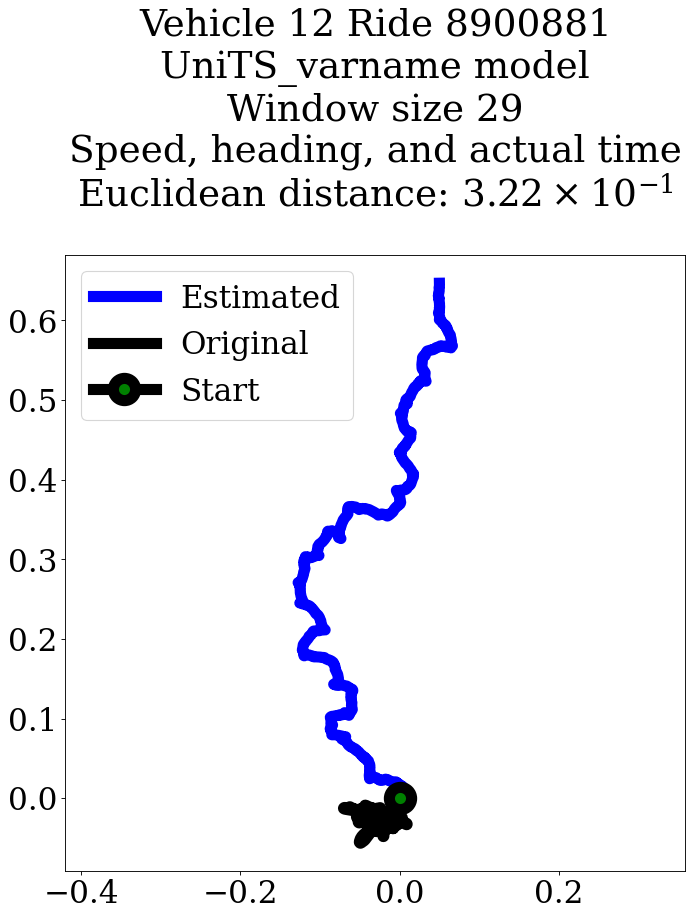 Vehicle 12 Ride 8900881
UniTS_varname model
Window size 29
Speed, heading, and actual time
Euclidean distance: 3.22 × 10⁻¹
Estimated
Original
Start
0.6
0.5
0.4
0.3
0.2
0.1
0.0
−0.4 −0.2 0.0 0.2